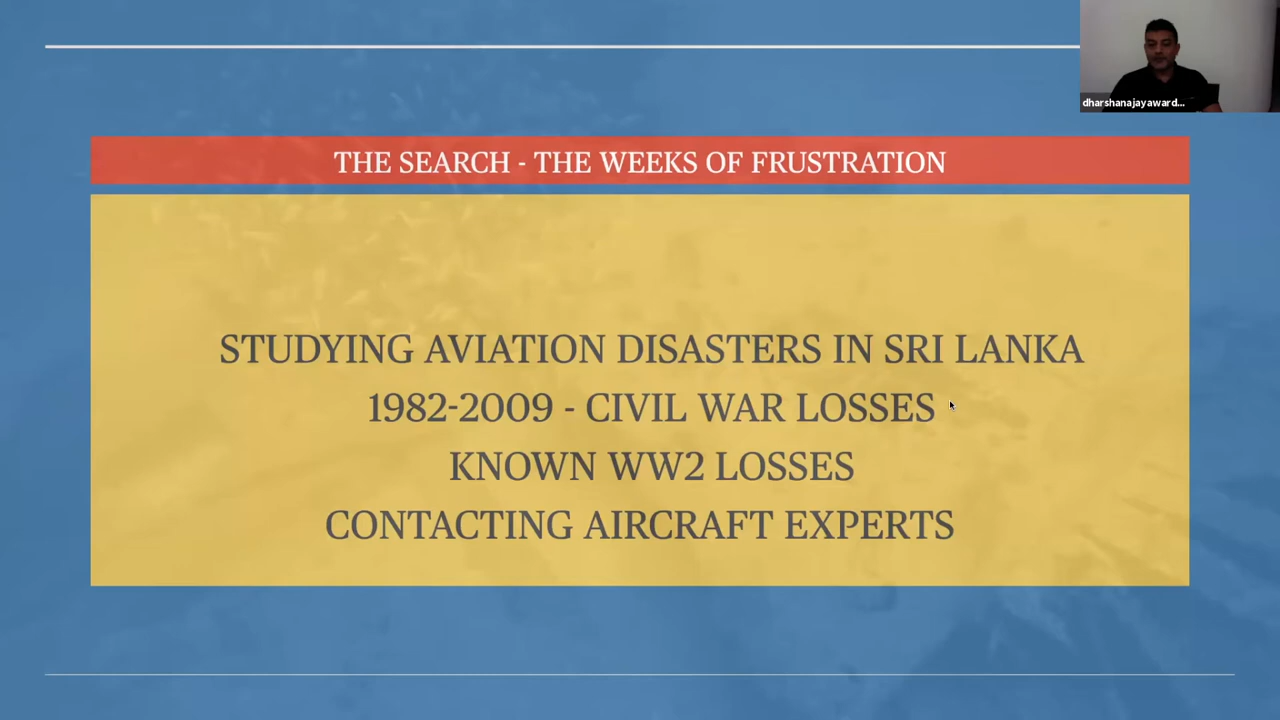 dharshanajayaward...
THE SEARCH - THE WEEKS OF FRUSTRATION
STUDYING AVIATION DISASTERS IN SRI LANKA
1982-2009 - CIVIL WAR LOSSES
KNOWN WW2 LOSSES
CONTACTING AIRCRAFT EXPERTS